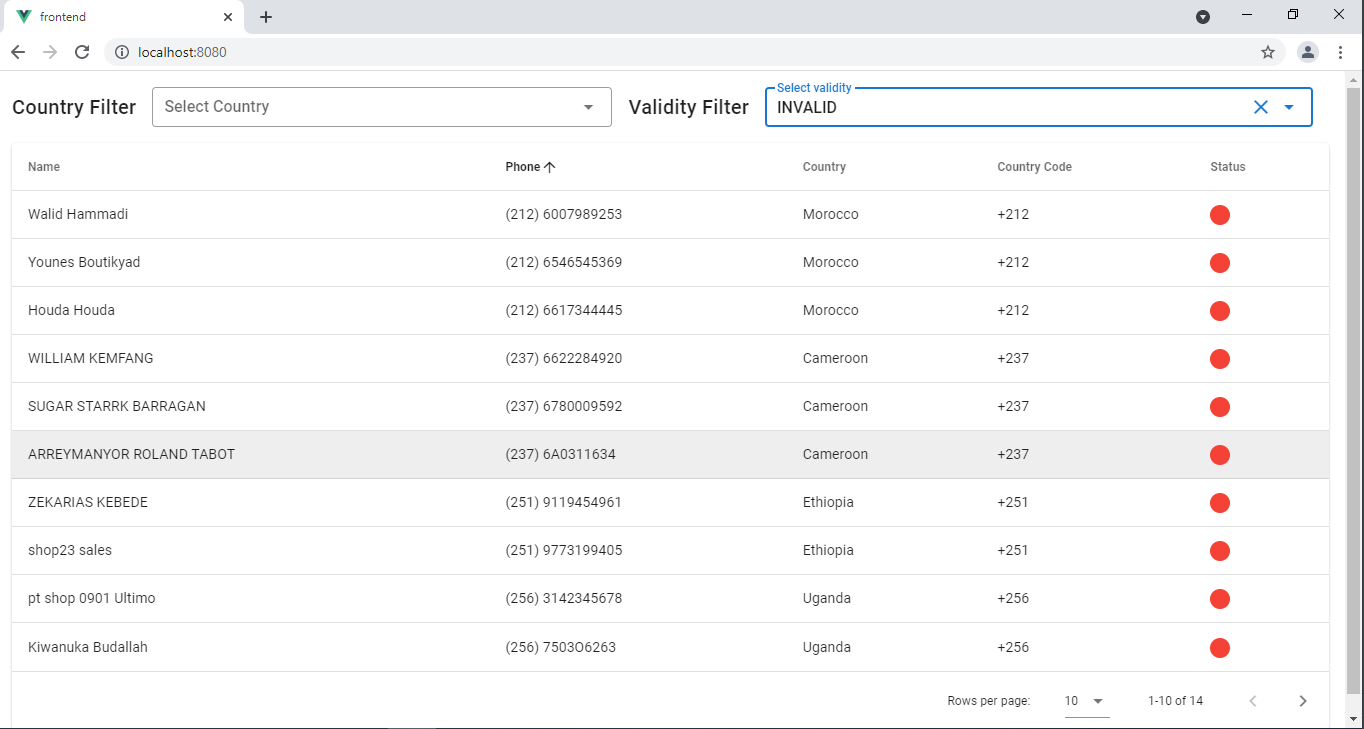 frontend
localhost:8080
Country Filter Select Country Validity Filter Select validity INVALID
Name Phone Country Country Code Status
Walid Hammadi (212) 6007989253 Morocco +212
Younes Boutikyad (212) 6546545369 Morocco +212
Houda Houda (212) 6617344445 Morocco +212
WILLIAM KEMFANG (237) 6622284920 Cameroon +237
SUGAR STARRK BARRAGAN (237) 6780009592 Cameroon +237
ARREYMANYOR ROLAND TABOT (237) 6A0311634 Cameroon +237
ZEKARIAS KEBEDE (251) 9119454961 Ethiopia +251
shop23 sales (251) 9773199405 Ethiopia +251
pt shop 0901 Ultimo (256) 3142345678 Uganda +256
Kiwanuka Budallah (256) 7503O6263 Uganda +256
Rows per page: 10 1-10 of 14